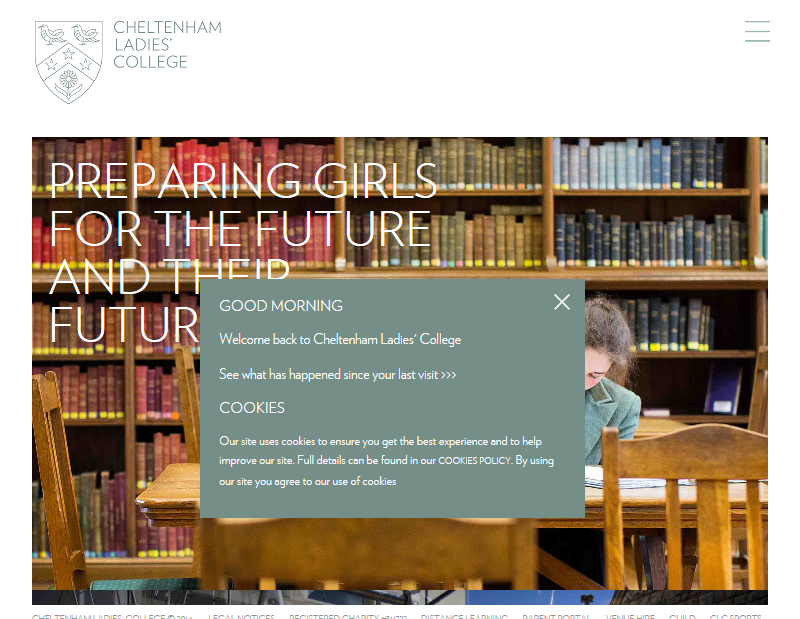 CHELTENHAM
LADIES'
COLLEGE
PREPARING GIRLS
FOR THE FUTURE
AND THEIR
FUTUR
GOOD MORNING
Welcome back to Cheltenham Ladies' College
See what has happened since your last visit >>>
COOKIES
Our site uses cookies to ensure you get the best experience and to help
improve our site. Full details can be found in our COOKIES POLICY. By using
our site you agree to our use of cookies
CHELTENHAM LADIES' COLLEGE © LEGAL NOTICES REGISTERED CHARITY DISTANCE LEARNING PARENT PORTAL VENUE HIRE GUILD CLC SPORTS